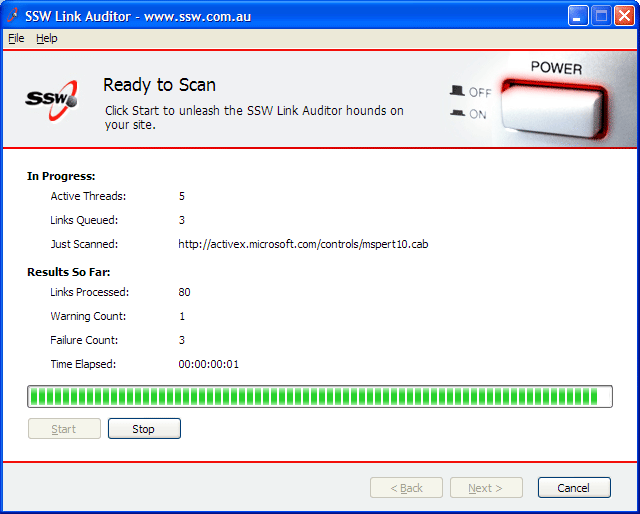 SSW Link Auditor - www.ssw.com.au
File Help
SSW
Ready to Scan
Click Start to unleash the SSW Link Auditor hounds on
your site.
POWER
OFF
ON
In Progress:
Active Threads: 5
Links Queued: 3
Just Scanned: http://activex.microsoft.com/controls/mspert10.cab
Results So Far:
Links Processed: 80
Warning Count: 1
Failure Count: 3
Time Elapsed: 00:00:00:01
Start Stop
< Back Next > Cancel